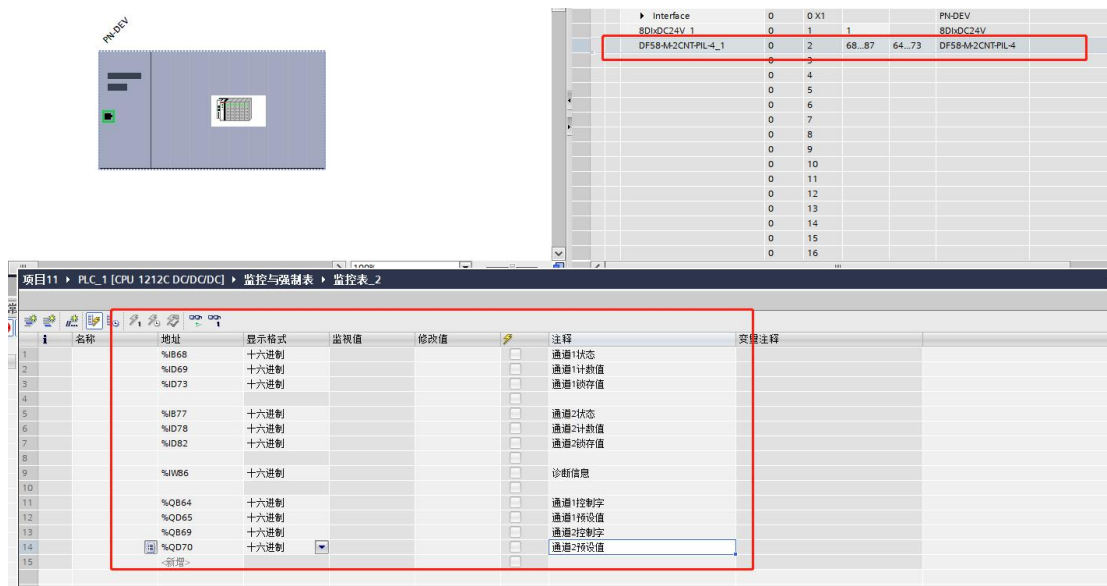 PN-DEV
Interface 0 0 X1 PN-DEV
8DIxDC24V_1 0 1 1 8DIxDC24V
DF58-M-2CNT-PIL-4_1 0 2 68...87 64...73 DF58-M-2CNT-PIL-4
0 3
0 4
0 5
0 6
0 7
0 8
0 9
0 10
0 11
0 12
0 13
0 14
0 15
0 16
100%
项目11 PLC_1 [CPU 1212C DC/DC/DC] 监控与强制表 监控表_2
i 名称 地址 显示格式 监视值 修改值 注释 变量注释
1 %IB68 十六进制 通道1状态
2 %ID69 十六进制 通道1计数值
3 %ID73 十六进制 通道1锁存值
4
5 %IB77 十六进制 通道2状态
6 %ID78 十六进制 通道2计数值
7 %ID82 十六进制 通道2锁存值
8
9 %IW86 十六进制 诊断信息
10
11 %QB64 十六进制 通道1控制字
12 %QD65 十六进制 通道1预设值
13 %QB69 十六进制 通道2控制字
14 %QD70 十六进制 通道2预设值
15 <新增>